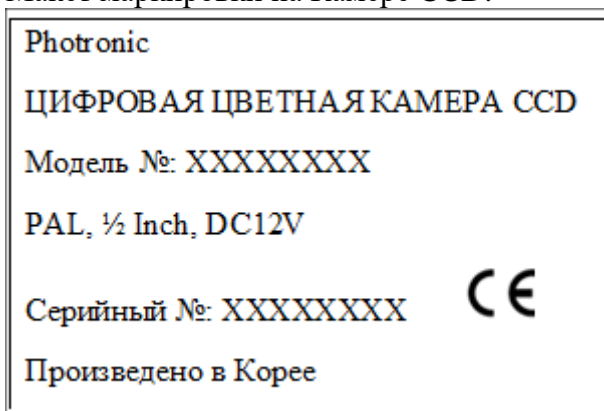 Photronic
ЦИФРОВАЯ ЦВЕТНАЯ КАМЕРА CCD
Модель №: XXXXXXXX
PAL, ½ Inch, DC12V
Серийный №: XXXXXXXX CE
Произведено в Корее